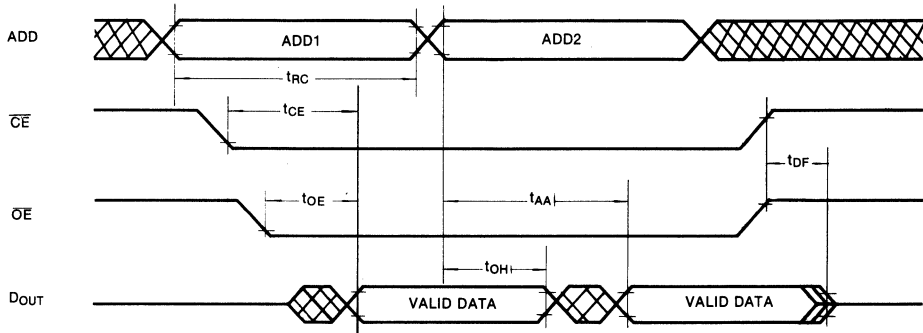 ADD ADD1 ADD2
tRC
CE tCE
tDF
OE tOE tAA
tOH
DOUT VALID DATA VALID DATA